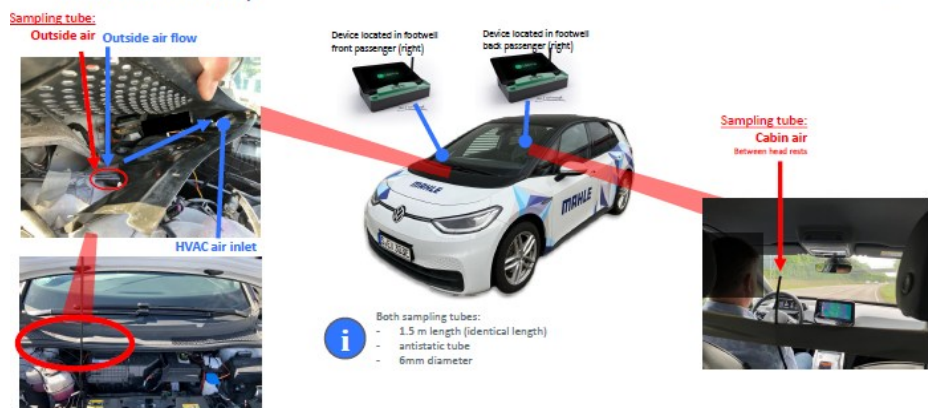 Sampling tube:
Outside air
Outside air flow
HVAC air inlet
Device located in footwell
front passenger (right)
Device located in footwell
back passenger (right)
MAHLE
MAHLE
Both sampling tubes:
- 1.5 m length (identical length)
- antistatic tube
- 6mm diameter
i
Sampling tube:
Cabin air
Between head rests